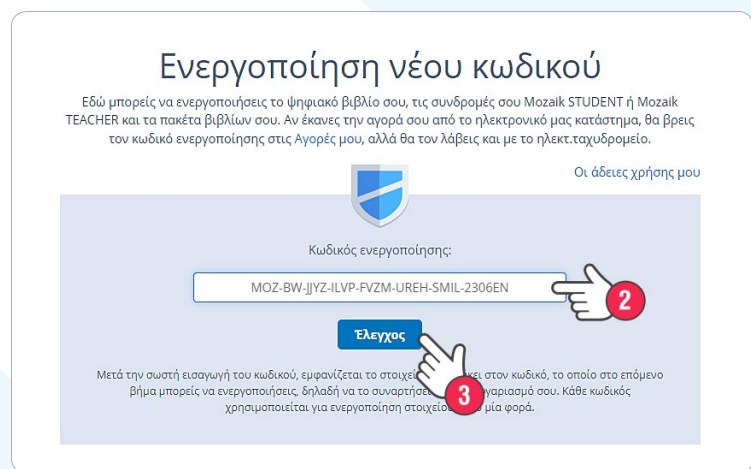 Ενεργοποίηση νέου κωδικού
Εδώ μπορείς να ενεργοποιήσεις το ψηφιακό βιβλίο σου, τις συνδρομές σου Mozaik STUDENT ή Mozaik
TEACHER και τα πακέτα βιβλίων σου. Αν έκανες την αγορά σου από το ηλεκτρονικό μας κατάστημα, θα βρεις
τον κωδικό ενεργοποίησης στις Αγορές μου, αλλά θα τον λάβεις και με το ηλεκτ.ταχυδρομείο.
Οι άδειες χρήσης μου
Κωδικός ενεργοποίησης:
MOZ-BW-JJYZ-ILVP-FVZM-UREH-SMIL-2306EN
2
Έλεγχος
3
Μετά την σωστή εισαγωγή του κωδικού, εμφανίζεται το στον κωδικό, το οποίο στο επόμενο
βήμα μπορείς να ενεργοποιήσεις, δηλαδή να το σου. Κάθε κωδικός
χρησιμοποιείται για ενεργοποίηση μία φορά.